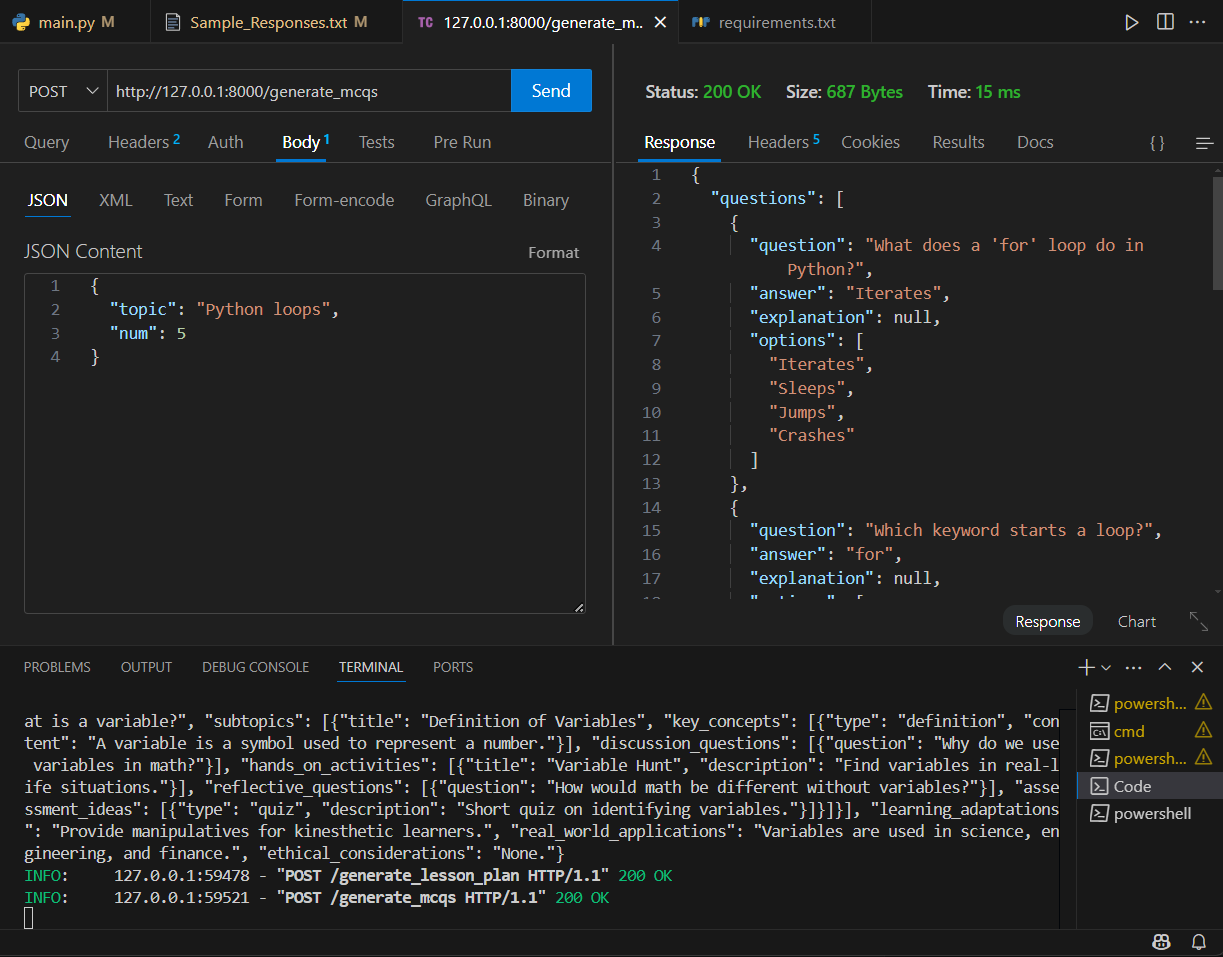 main.py M
Sample_Responses.txt M
TC 127.0.0.1:8000/generate_m..
requirements.txt
POST http://127.0.0.1:8000/generate_mcqs Send
Query Headers 2 Auth Body 1 Tests Pre Run
JSON XML Text Form Form-encode GraphQL Binary
JSON Content Format
1 {
2 "topic": "Python loops",
3 "num": 5
4 }
Status: 200 OK Size: 687 Bytes Time: 15 ms
Response Headers 5 Cookies Results Docs { }
1 {
2 "questions": [
3 {
4 "question": "What does a 'for' loop do in
Python?",
5 "answer": "Iterates",
6 "explanation": null,
7 "options": [
8 "Iterates",
9 "Sleeps",
10 "Jumps",
11 "Crashes"
12 ]
13 },
14 {
15 "question": "Which keyword starts a loop?",
16 "answer": "for",
17 "explanation": null,
Response Chart
PROBLEMS OUTPUT DEBUG CONSOLE TERMINAL PORTS
at is a variable?", "subtopics": [{"title": "Definition of Variables", "key_concepts": [{"type": "definition", "con
tent": "A variable is a symbol used to represent a number."}], "discussion_questions": [{"question": "Why do we use
variables in math?"}], "hands_on_activities": [{"title": "Variable Hunt", "description": "Find variables in real-l
ife situations."}], "reflective_questions": [{"question": "How would math be different without variables?"}], "asse
ssment_ideas": [{"type": "quiz", "description": "Short quiz on identifying variables."}]}]}], "learning_adaptations
": "Provide manipulatives for kinesthetic learners.", "real_world_applications": "Variables are used in science, en
gineering, and finance.", "ethical_considerations": "None."}
INFO: 127.0.0.1:59478 - "POST /generate_lesson_plan HTTP/1.1" 200 OK
INFO: 127.0.0.1:59521 - "POST /generate_mcqs HTTP/1.1" 200 OK
powersh...
cmd
powersh...
Code
powershell